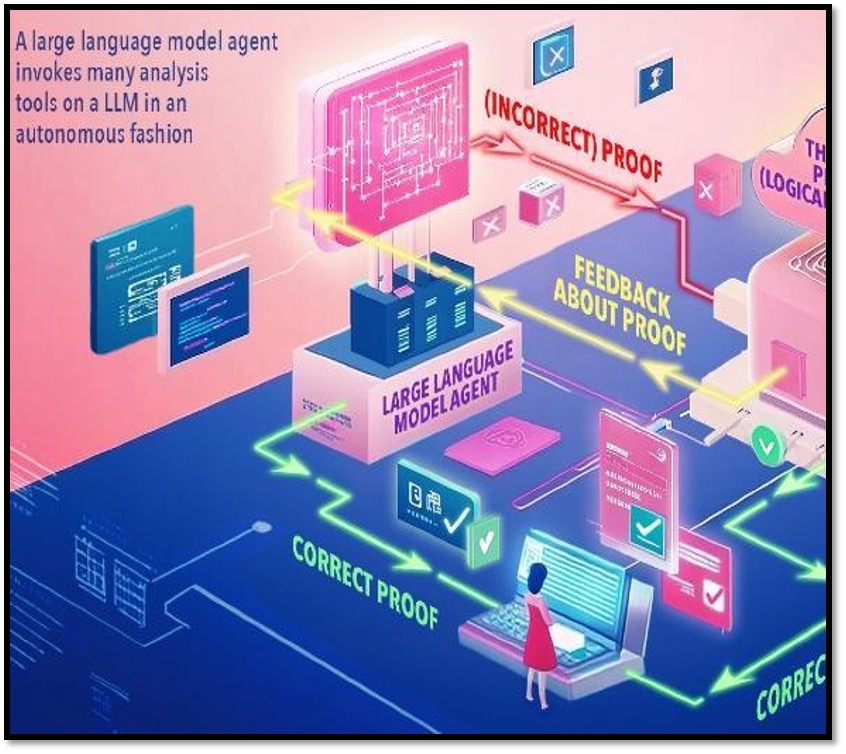 A large language model agent
invokes many analysis
tools on a LLM in an
autonomous fashion
(INCORRECT) PROOF
TH
P
(LOGICAL
FEEDBACK
ABOUT PROOF
LARGE LANGUAGE
MODEL AGENT
CORRECT PROOF
CORREC